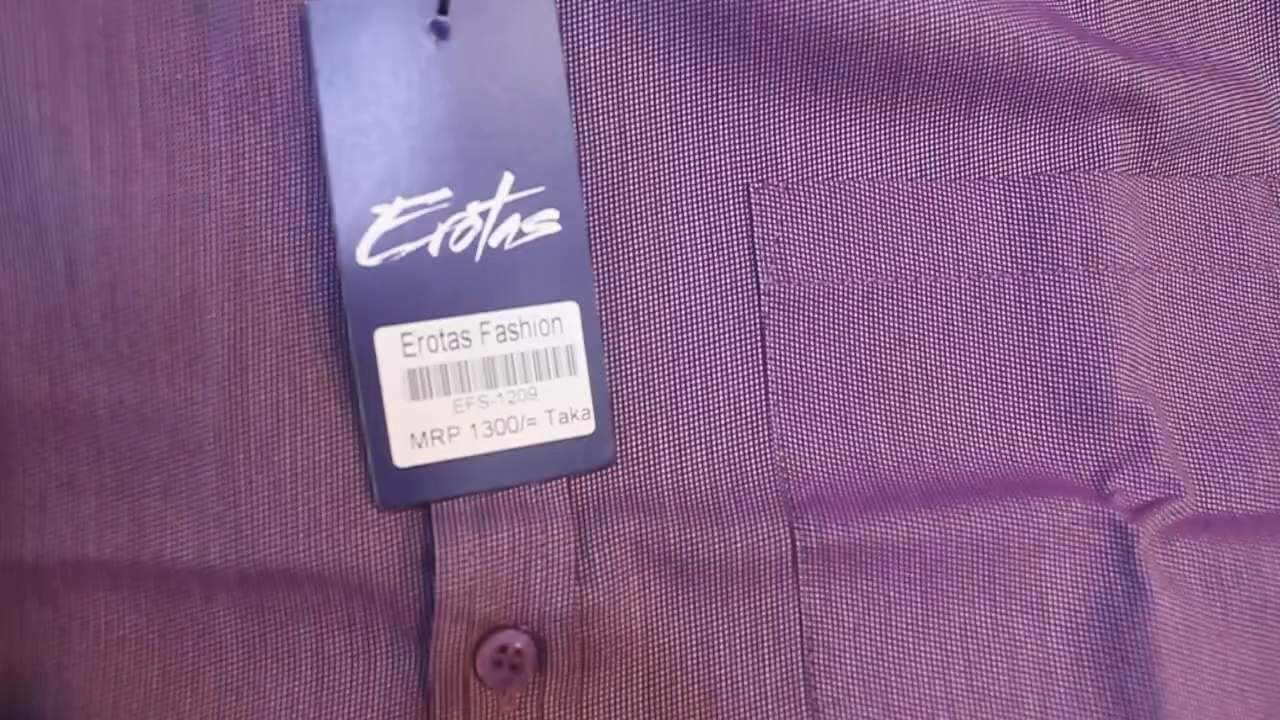 Erotas
Erotas Fashion
EFS-1209
MRP 1300/= Taka